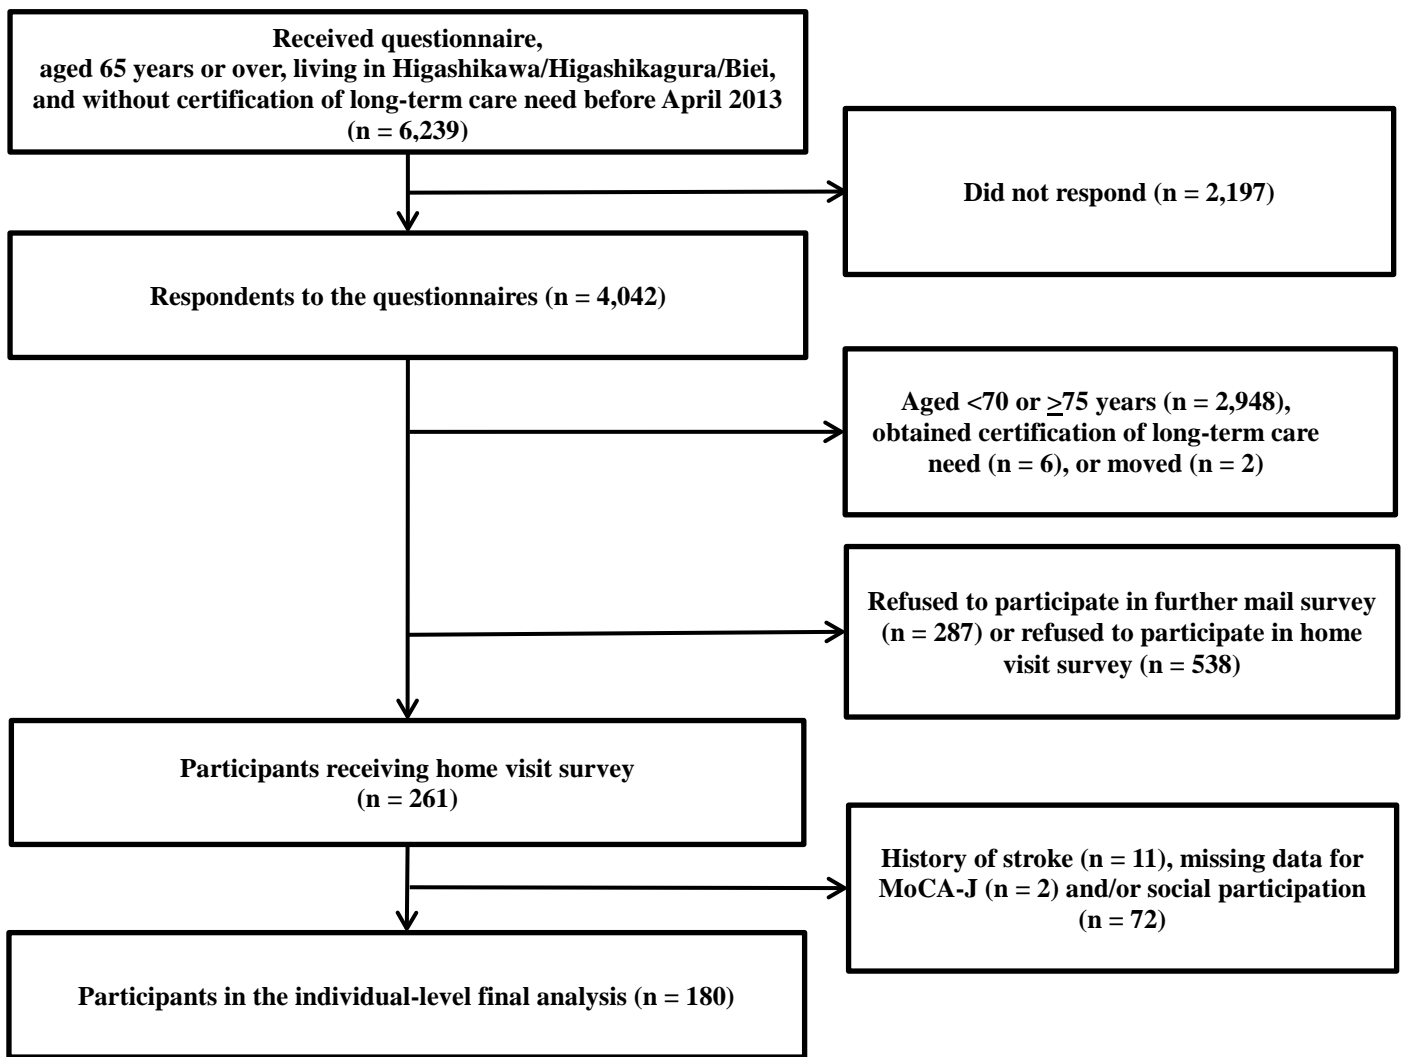 Received questionnaire,
aged 65 years or over, living in Higashikawa/Higashikagura/Biei,
and without certification of long-term care need before April 2013
(n = 6,239)
Did not respond (n = 2,197)
Respondents to the questionnaires (n = 4,042)
Aged <70 or ≥75 years (n = 2,948),
obtained certification of long-term care
need (n = 6), or moved (n = 2)
Refused to participate in further mail survey
(n = 287) or refused to participate in home
visit survey (n = 538)
Participants receiving home visit survey
(n = 261)
History of stroke (n = 11), missing data for
MoCA-J (n = 2) and/or social participation
(n = 72)
Participants in the individual-level final analysis (n = 180)